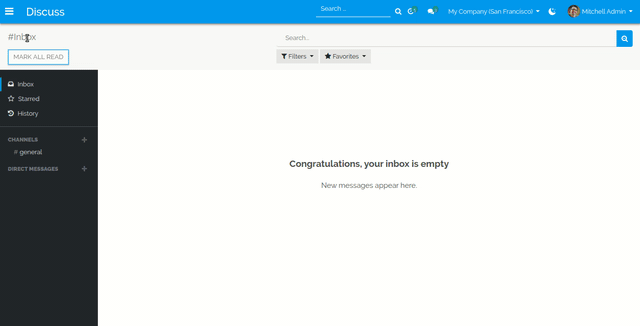 Discuss
Search ...
My Company (San Francisco)
Mitchell Admin
#Inbox
Search...
MARK ALL READ
Filters
Favorites
Inbox
Starred
History
CHANNELS
# general
DIRECT MESSAGES
Congratulations, your inbox is empty
New messages appear here.